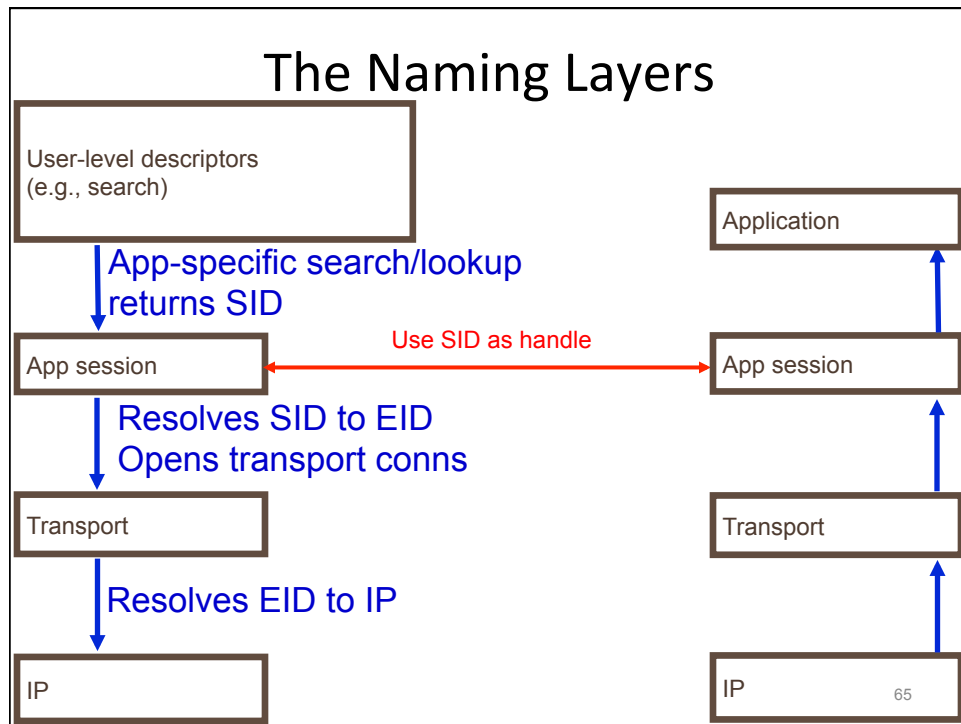 The Naming Layers
User-level descriptors
(e.g., search)
Application
App-specific search/lookup
returns SID
Use SID as handle
App session
App session
Resolves SID to EID
Opens transport conns
Transport
Transport
Resolves EID to IP
IP
IP
65